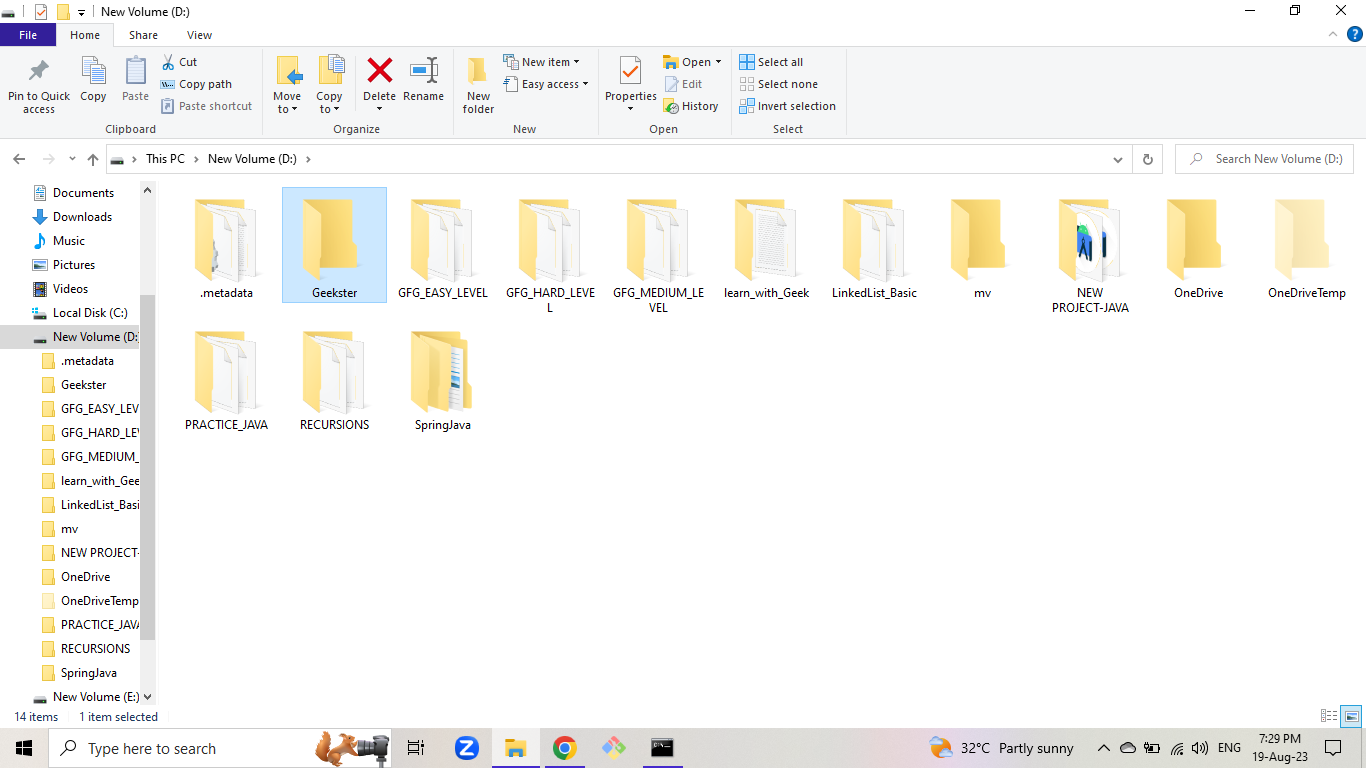 New Volume (D:)
File Home Share View
Pin to Quick access
Copy
Paste
Cut
Copy path
Paste shortcut
Clipboard
Move to
Copy to
Delete
Rename
Organize
New folder
New item
Easy access
New
Properties
Open
Edit
History
Open
Select all
Select none
Invert selection
Select
This PC New Volume (D:)
Search New Volume (D:)
Documents
Downloads
Music
Pictures
Videos
Local Disk (C:)
New Volume (D:
.metadata
Geekster
GFG_EASY_LEV
GFG_HARD_LEV
GFG_MEDIUM_
learn_with_Gee
LinkedList_Basi
mv
NEW PROJECT-
OneDrive
OneDriveTemp
PRACTICE_JAVA
RECURSIONS
SpringJava
New Volume (E:)
.metadata
Geekster
GFG_EASY_LEVEL
GFG_HARD_LEVE
L
GFG_MEDIUM_LE
VEL
learn_with_Geek
LinkedList_Basic
mv
NEW
PROJECT-JAVA
OneDrive
OneDriveTemp
PRACTICE_JAVA
RECURSIONS
SpringJava
14 items 1 item selected
Type here to search
Z
32°C Partly sunny
ENG
7:29 PM
19-Aug-23